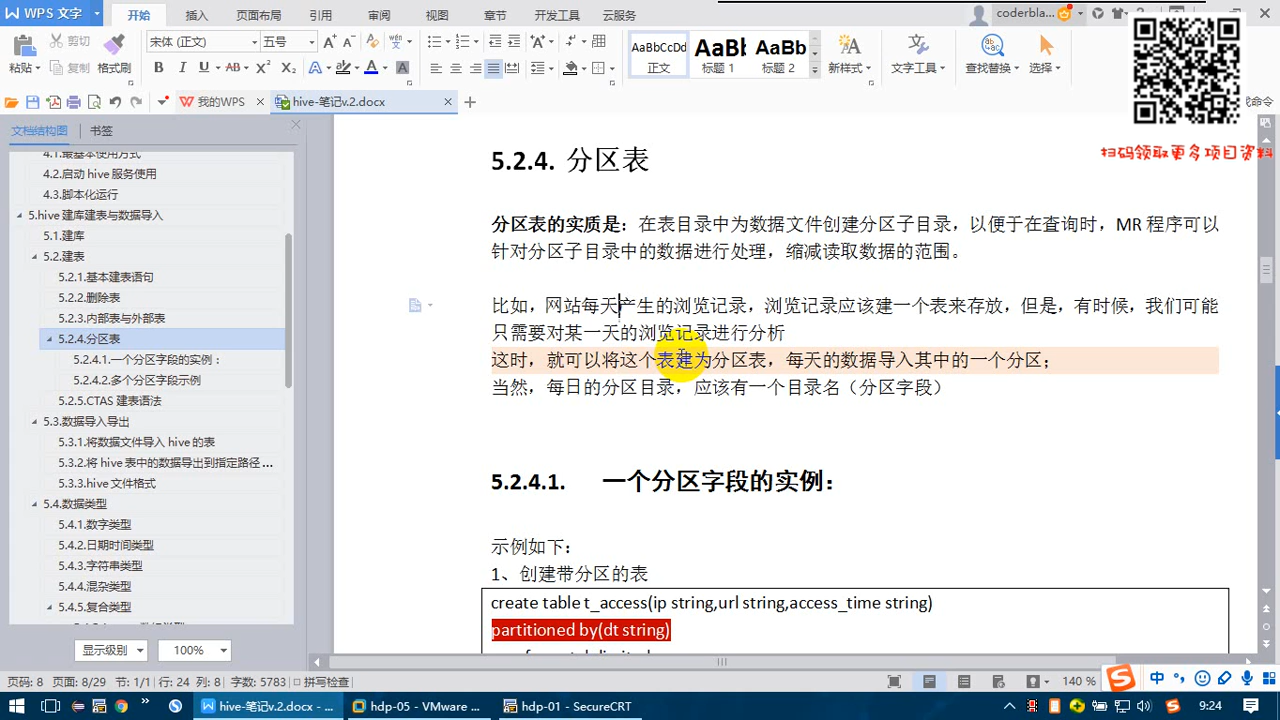 WPS 文字
开始
插入
页面布局
引用
审阅
视图
章节
开发工具
云服务
coderbla...
粘贴
剪切
复制
格式刷
宋体 (正文)
五号
AaBbCcDd
正文
AaBb
标题 1
AaBb
标题 2
新样式
文字工具
查找替换
选择
我的WPS
hive-笔记v.2.docx
找命令
扫码领取更多项目资料
文档结构图
书签
4.1.最基本使用方式
4.2.启动 hive 服务使用
4.3.脚本化运行
5.hive 建库建表与数据导入
5.1.建库
5.2.建表
5.2.1.基本建表语句
5.2.2.删除表
5.2.3.内部表与外部表
5.2.4.分区表
5.2.4.1.一个分区字段的实例：
5.2.4.2.多个分区字段示例
5.2.5.CTAS 建表语法
5.3.数据导入导出
5.3.1.将数据文件导入 hive 的表
5.3.2.将 hive 表中的数据导出到指定路径 ...
5.3.3.hive 文件格式
5.4.数据类型
5.4.1.数字类型
5.4.2.日期时间类型
5.4.3.字符串类型
5.4.4.混杂类型
5.4.5.复合类型
显示级别
100%
5.2.4. 分区表
分区表的实质是：在表目录中为数据文件创建分区子目录，以便于在查询时，MR 程序可以
针对分区子目录中的数据进行处理，缩减读取数据的范围。
比如，网站每天产生的浏览记录，浏览记录应该建一个表来存放，但是，有时候，我们可能
只需要对某一天的浏览记录进行分析
这时，就可以将这个表建为分区表，每天的数据导入其中的一个分区；
当然，每日的分区目录，应该有一个目录名（分区字段）
5.2.4.1. 一个分区字段的实例：
示例如下：
1、创建带分区的表
create table t_access(ip string,url string,access_time string)
partitioned by(dt string)
页码: 8 页面: 8/29 节: 1/1 行: 24 列: 8 字数: 5783 拼写检查
140 %
中
hive-笔记v.2.docx - ...
hdp-05 - VMware ...
hdp-01 - SecureCRT
9:24